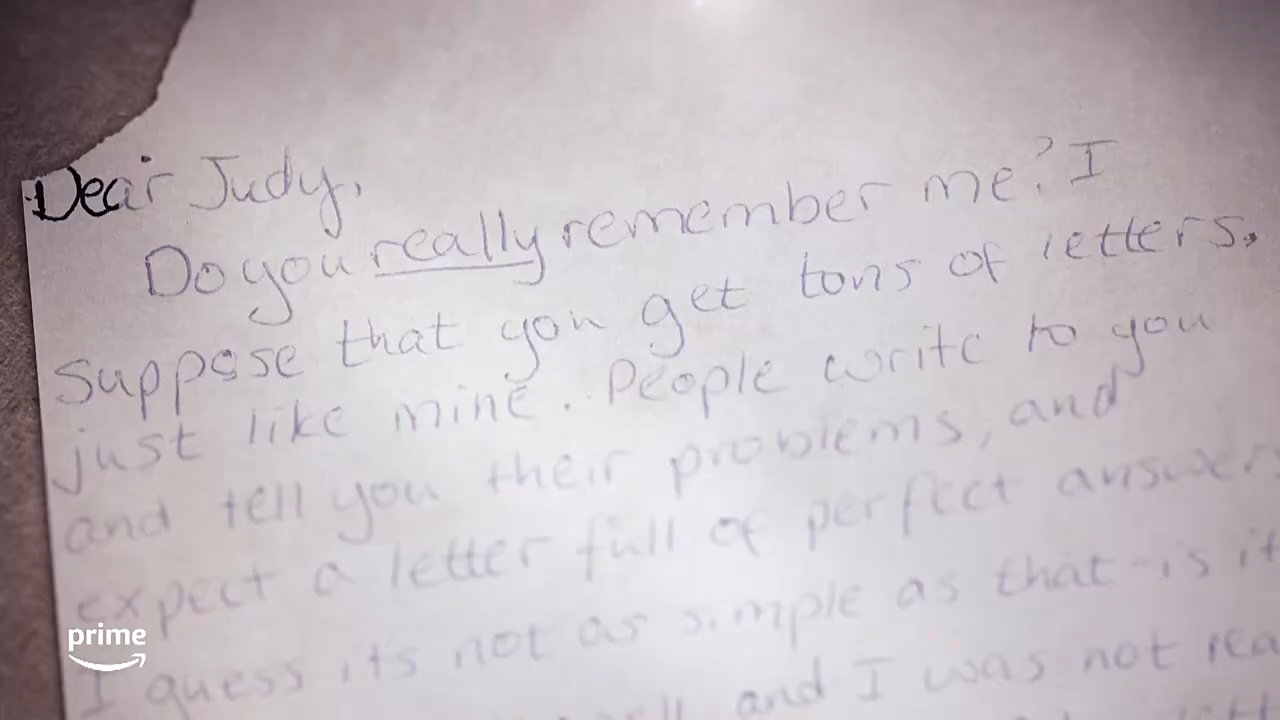 Dear Judy,
Do you really remember me? I
suppose that you get tons of letters.
just like mine. People write to you
and tell you their problems, and
expect a letter full of perfect answers
I guess it's not as simple as that-is it
and I was not rea
prime